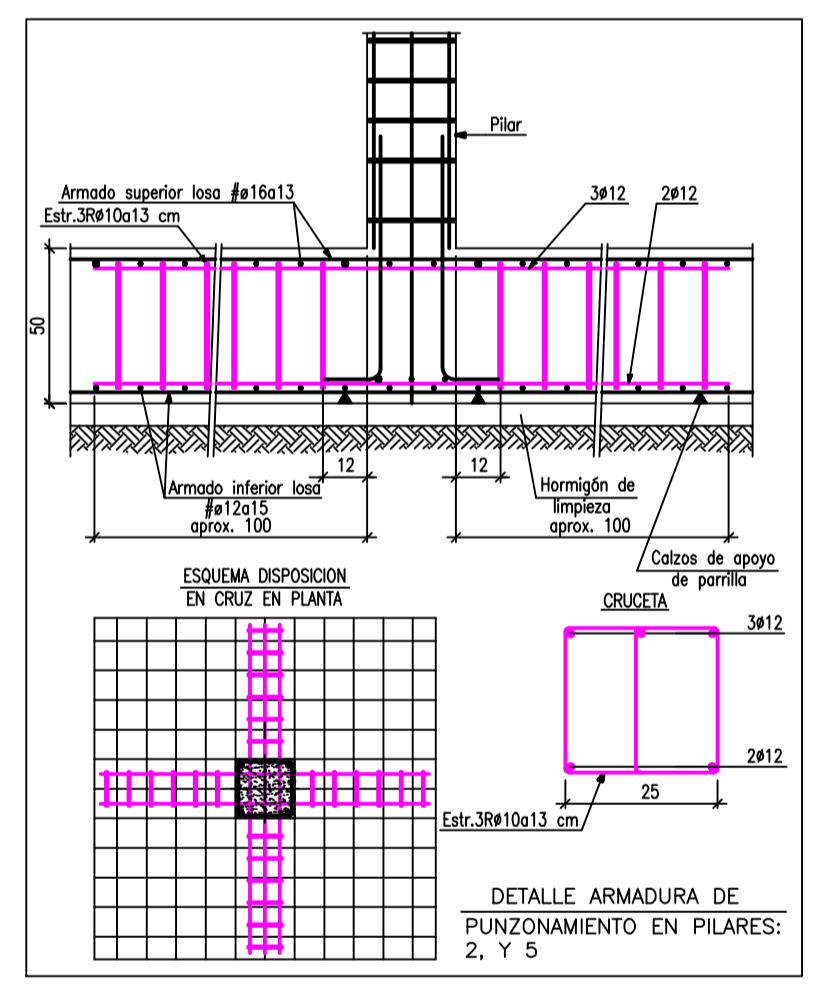 Pilar
Armado superior losa #ø16a13
Estr.3Rø10a13 cm
3ø12
2ø12
50
12
12
Armado inferior losa
#ø12a15
aprox. 100
Hormigón de
limpieza
aprox. 100
Calzos de apoyo
de parrilla
ESQUEMA DISPOSICION
EN CRUZ EN PLANTA
CRUCETA
3ø12
2ø12
25
Estr.3Rø10a13 cm
DETALLE ARMADURA DE
PUNZONAMIENTO EN PILARES:
2, Y 5